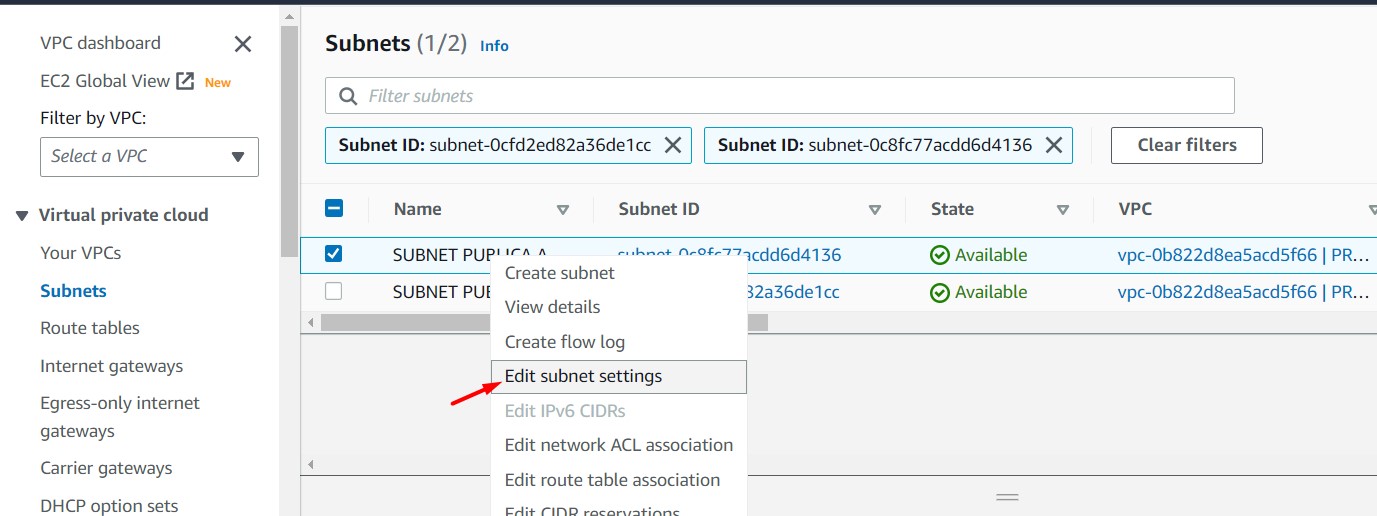 VPC dashboard
EC2 Global View New
Filter by VPC:
Select a VPC
Virtual private cloud
Your VPCs
Subnets
Route tables
Internet gateways
Egress-only internet
gateways
Carrier gateways
DHCP option sets
Subnets (1/2) Info
Filter subnets
Subnet ID: subnet-0cfd2ed82a36de1cc Subnet ID: subnet-0c8fc77acdd6d4136 Clear filters
Name Subnet ID State VPC
SUBNET PUBLICA A subnet-0c8fc77acdd6d4136 Available vpc-0b822d8ea5acd5f66 | PR...
SUBNET PUB 82a36de1cc Available vpc-0b822d8ea5acd5f66 | PR...
Create subnet
View details
Create flow log
Edit subnet settings
Edit IPv6 CIDRs
Edit network ACL association
Edit route table association
Edit CIDR reservations